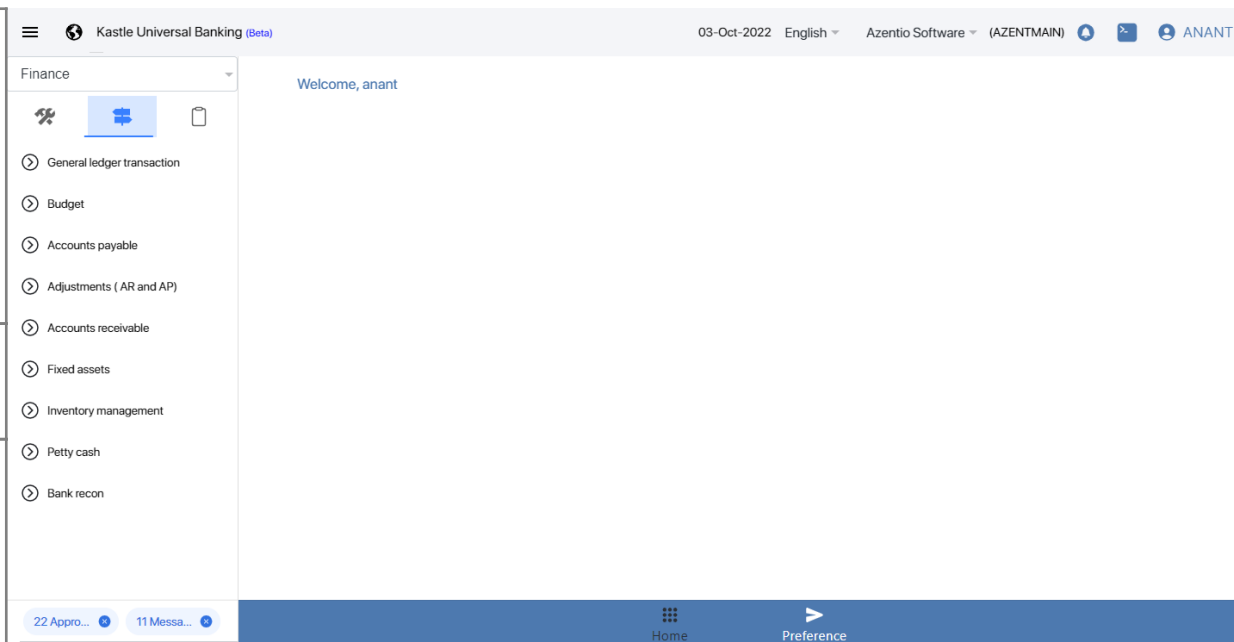 Kastle Universal Banking (Beta)
03-Oct-2022 English Azentio Software (AZENTMAIN) ANANT
Finance
Welcome, anant
General ledger transaction
Budget
Accounts payable
Adjustments ( AR and AP)
Accounts receivable
Fixed assets
Inventory management
Petty cash
Bank recon
22 Appro...
11 Messa...
Home
Preference